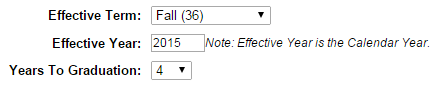 Effective Term: Fall (36)
Effective Year: 2015 Note: Effective Year is the Calendar Year.
Years To Graduation: 4